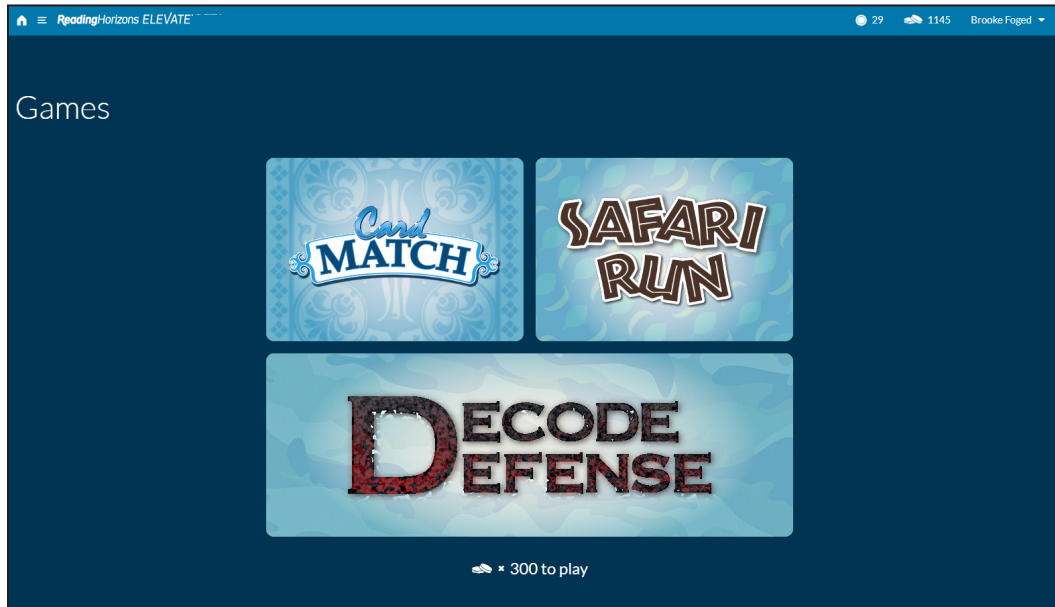 ReadingHorizons ELEVATE 29 1145 Brooke Foged
Games
Card
MATCH
SAFARI
RUN
DECODE
DEFENSE
× 300 to play